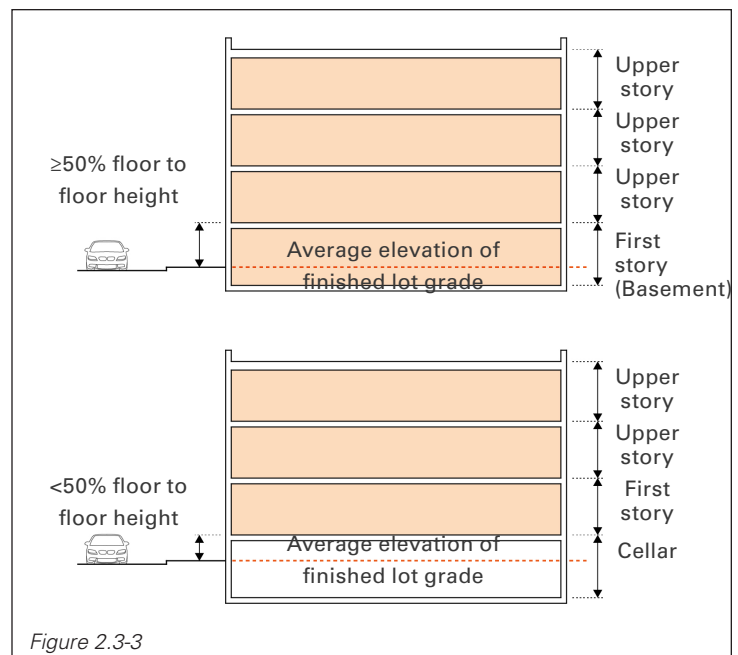 Upper
story
Upper
story
Upper
story
≥50% floor to
floor height
First
story
(Basement)
Average elevation of
finished lot grade
Upper
story
Upper
story
First
story
<50% floor to
floor height
Average elevation of
finished lot grade
Cellar
Figure 2.3-3